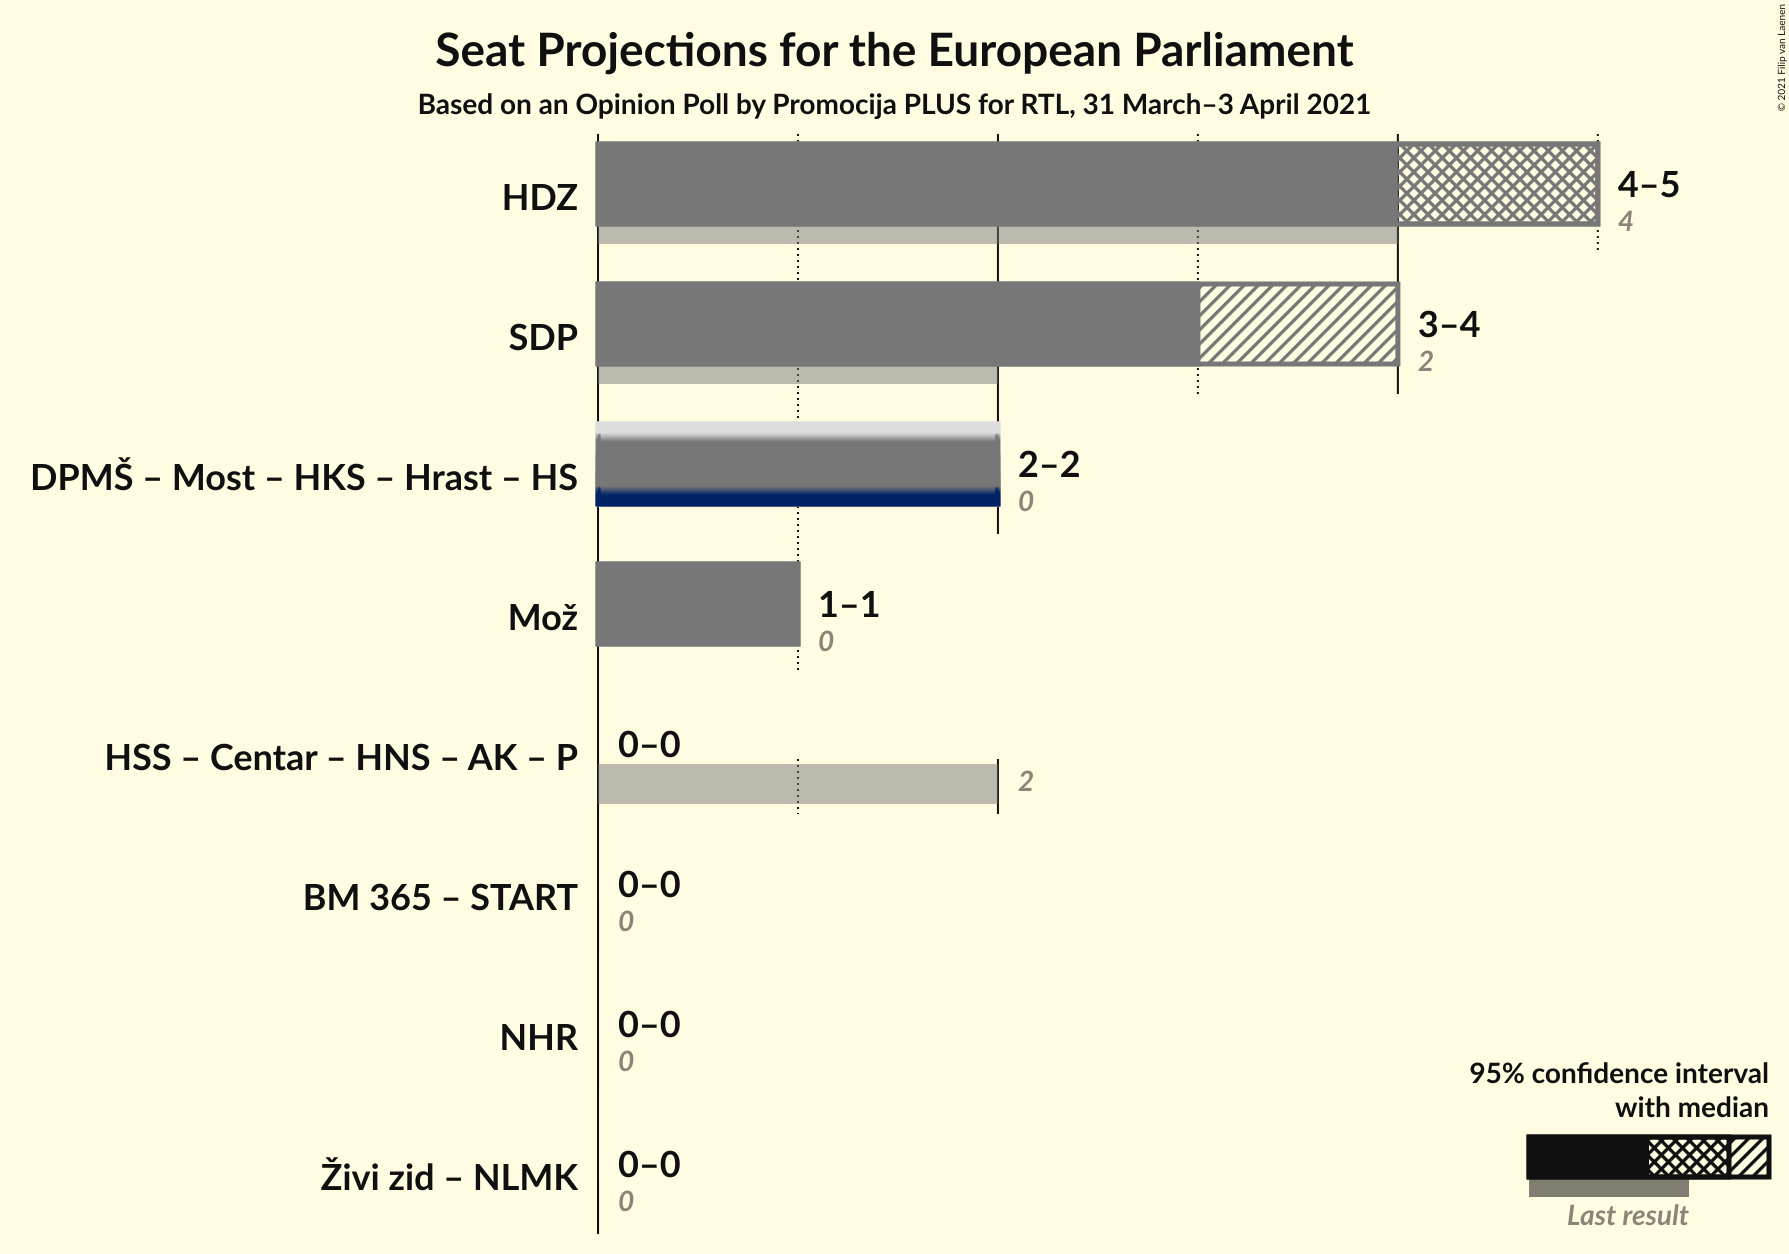 Seat Projections for the European Parliament
Based on an Opinion Poll by Promocija PLUS for RTL, 31 March–3 April 2021
© 2021 Filip van Laenen
HDZ
4–5
4
SDP
3–4
2
DPMŠ – Most – HKS – Hrast – HS
2–2
0
Mož
1–1
0
HSS – Centar – HNS – AK – P
0–0
2
BM 365 – START
0–0
0
NHR
0–0
0
Živi zid – NLMK
0–0
0
95% confidence interval
with median
Last result